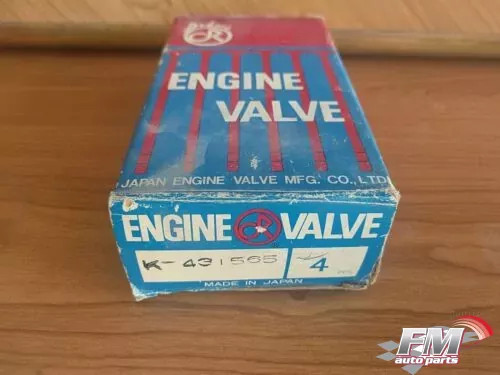 ENGINE
VALVE
JAPAN ENGINE VALVE MFG. CO., LTD
ENGINE R VALVE
K-431565 4
MADE IN JAPAN
FM
auto parts